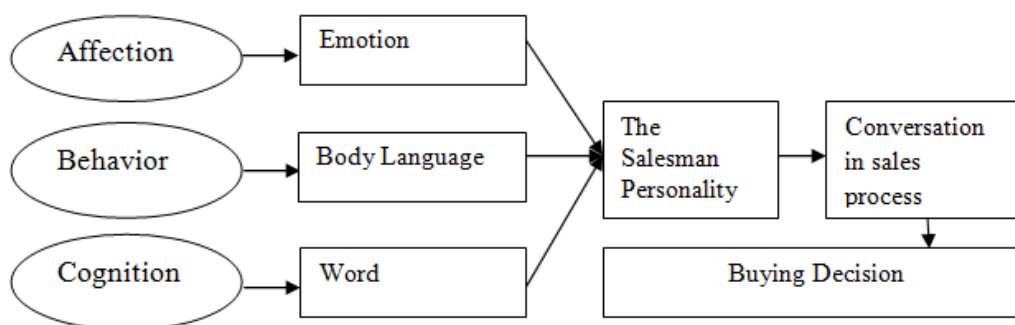 Affection
Emotion
Behavior
Body Language
Cognition
Word
The
Salesman
Personality
Conversation
in sales
process
Buying Decision